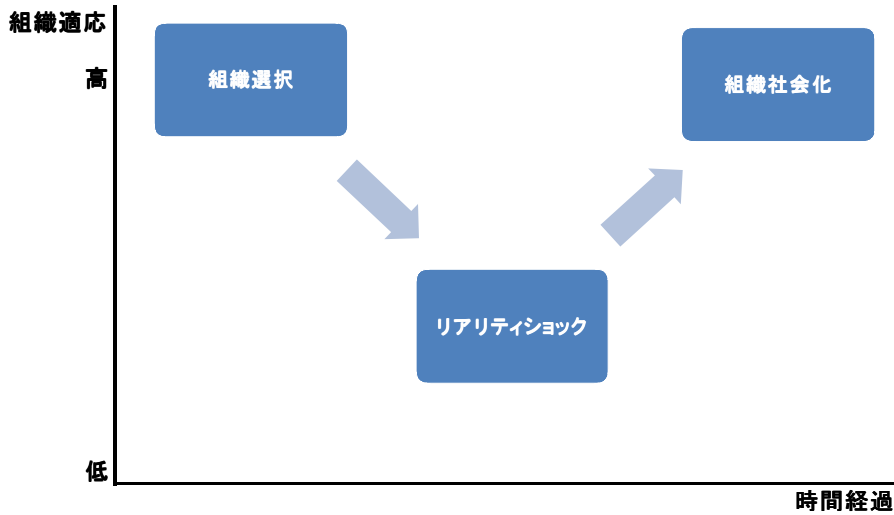 組織適応
高
組織選択
組織社会化
リアリティショック
低
時間経過